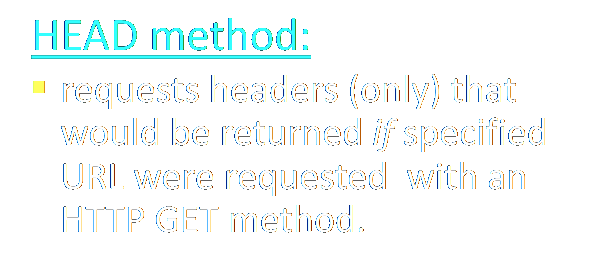 HEAD method:
▪ requests headers (only) that
would be returned if specified
URL were requested  with an
HTTP GET method.